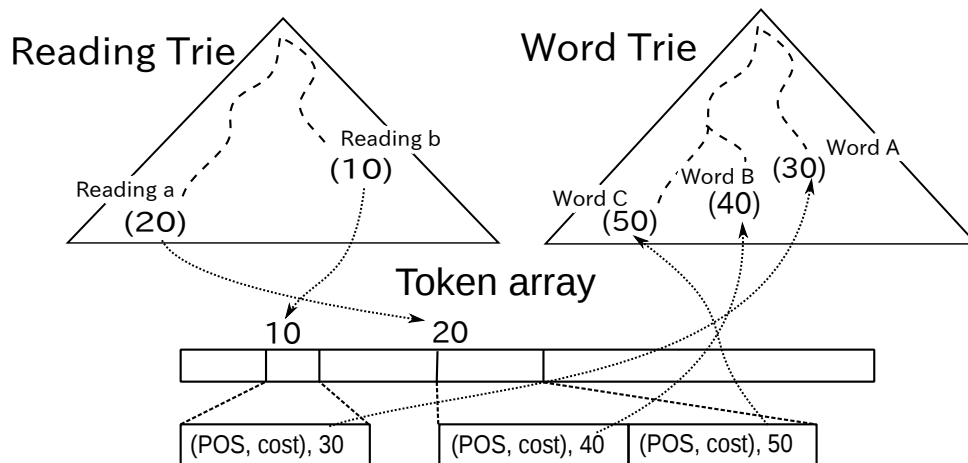 Reading Trie
Word Trie
Reading b
(10)
Reading a
(20)
Word A
(30)
Word B
(40)
Word C
(50)
Token array
10
20
(POS, cost), 30
(POS, cost), 40
(POS, cost), 50